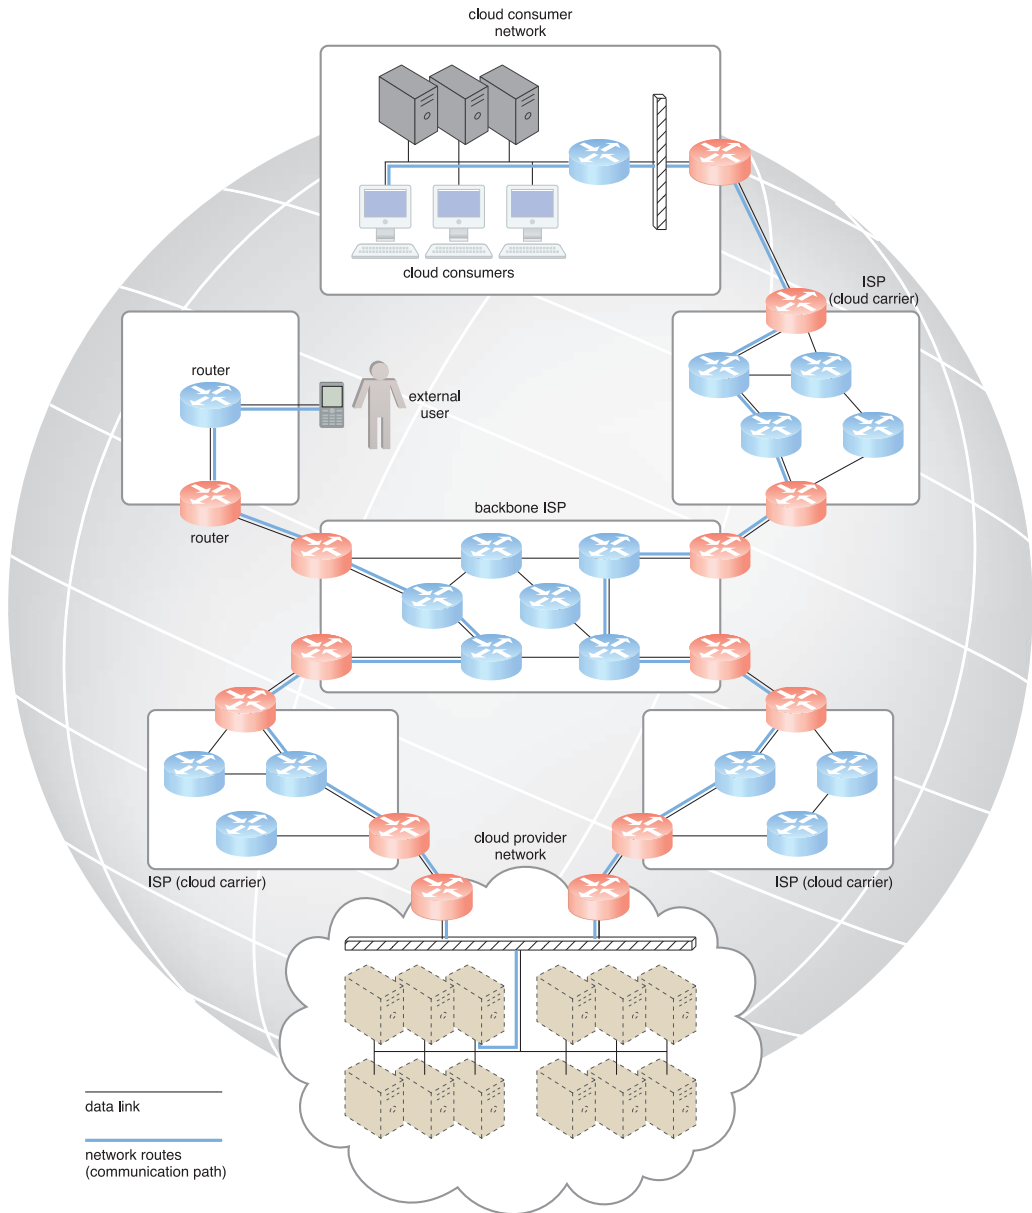 cloud consumer
network
cloud consumers
ISP
(cloud carrier)
router
external
user
router
backbone ISP
cloud provider
network
ISP (cloud carrier)
ISP (cloud carrier)
data link
network routes
(communication path)